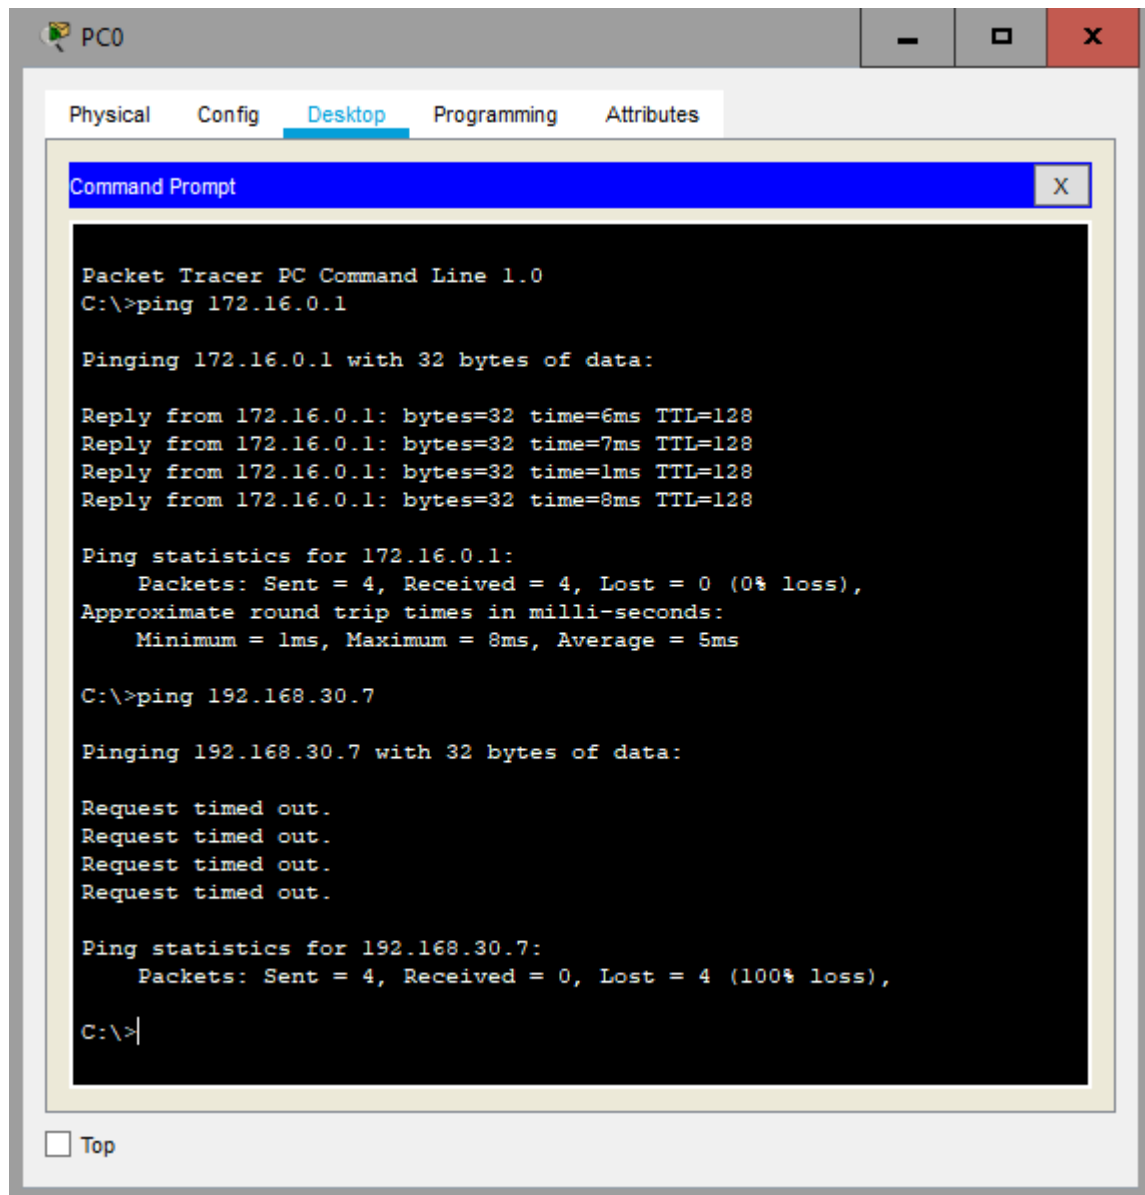 PC0
Physical Config Desktop Programming Attributes
Command Prompt X
Packet Tracer PC Command Line 1.0
C:\>ping 172.16.0.1
Pinging 172.16.0.1 with 32 bytes of data:
Reply from 172.16.0.1: bytes=32 time=6ms TTL=128
Reply from 172.16.0.1: bytes=32 time=7ms TTL=128
Reply from 172.16.0.1: bytes=32 time=1ms TTL=128
Reply from 172.16.0.1: bytes=32 time=8ms TTL=128
Ping statistics for 172.16.0.1:
Packets: Sent = 4, Received = 4, Lost = 0 (0% loss),
Approximate round trip times in milli-seconds:
Minimum = 1ms, Maximum = 8ms, Average = 5ms
C:\>ping 192.168.30.7
Pinging 192.168.30.7 with 32 bytes of data:
Request timed out.
Request timed out.
Request timed out.
Request timed out.
Ping statistics for 192.168.30.7:
Packets: Sent = 4, Received = 0, Lost = 4 (100% loss),
C:\>
Top